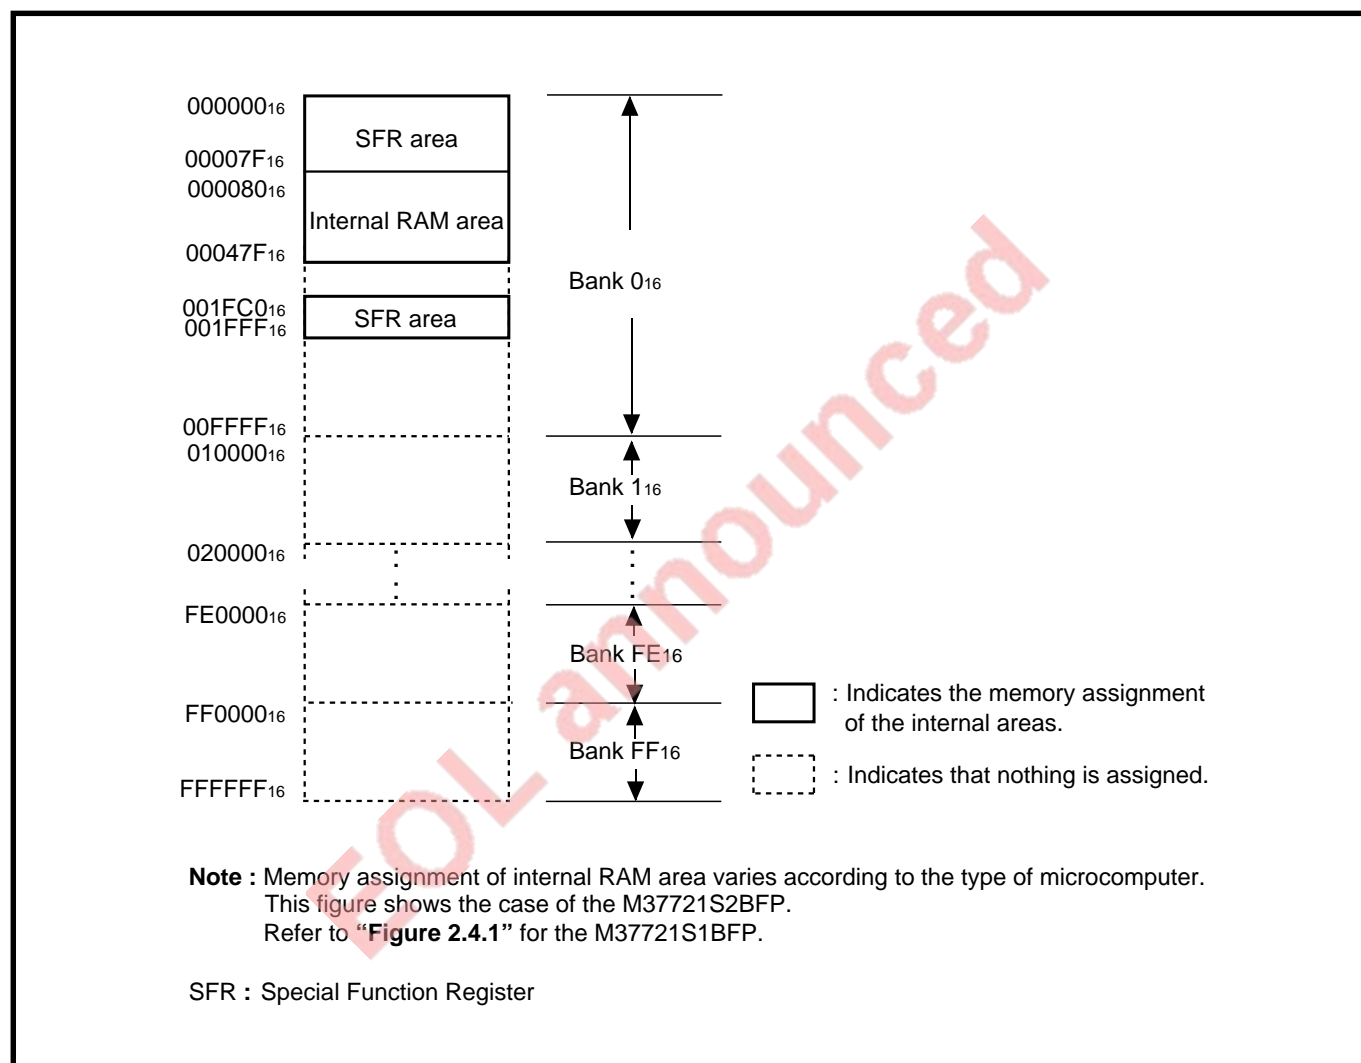 000000₁₆
SFR area
00007F₁₆
000080₁₆
Internal RAM area
00047F₁₆
Bank 0₁₆
001FC0₁₆
SFR area
001FFF₁₆
00FFFF₁₆
010000₁₆
Bank 1₁₆
020000₁₆
FE0000₁₆
Bank FE₁₆
FF0000₁₆
Bank FF₁₆
FFFFFF₁₆
: Indicates the memory assignment
of the internal areas.
: Indicates that nothing is assigned.
Note : Memory assignment of internal RAM area varies according to the type of microcomputer.
This figure shows the case of the M37721S2BFP.
Refer to “Figure 2.4.1” for the M37721S1BFP.
SFR : Special Function Register
EOL announced